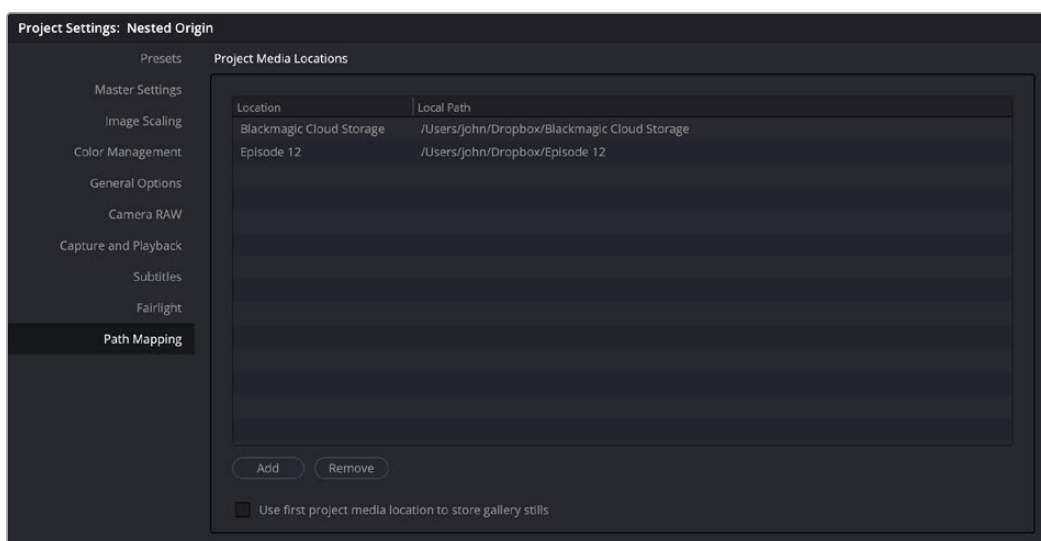 Project Settings: Nested Origin
Presets
Master Settings
Image Scaling
Color Management
General Options
Camera RAW
Capture and Playback
Subtitles
Fairlight
Path Mapping
Project Media Locations
Location Local Path
Blackmagic Cloud Storage /Users/john/Dropbox/Blackmagic Cloud Storage
Episode 12 /Users/john/Dropbox/Episode 12
Add Remove
Use first project media location to store gallery stills